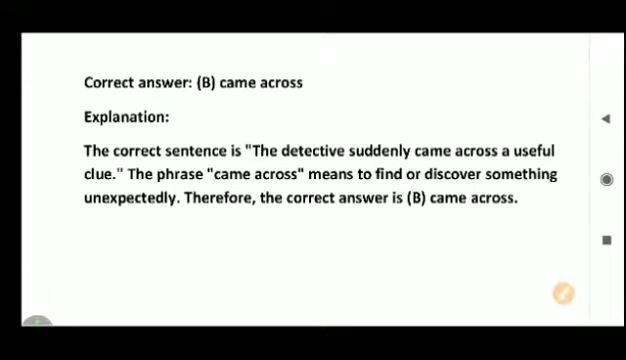 Correct answer: (B) came across
Explanation:
The correct sentence is "The detective suddenly came across a useful
clue." The phrase "came across" means to find or discover something
unexpectedly. Therefore, the correct answer is (B) came across.